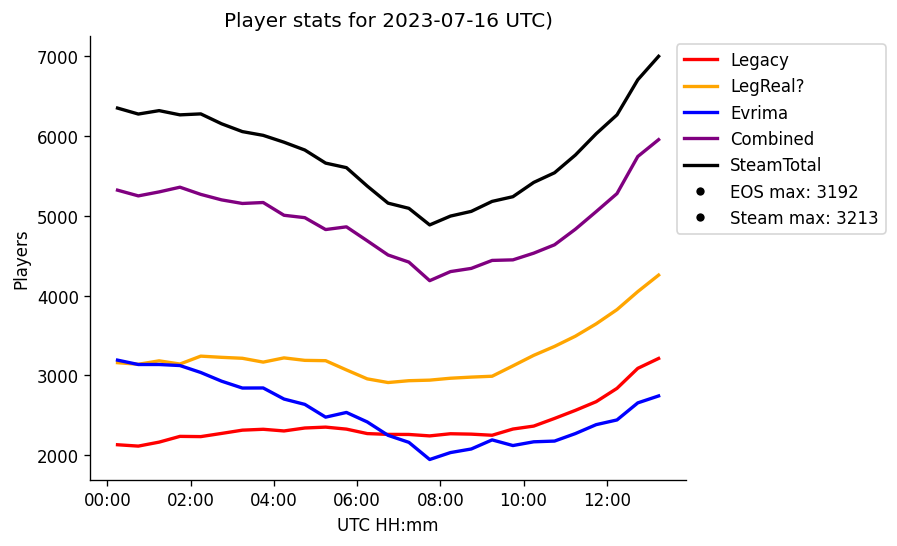 Player stats for 2023-07-16 UTC)
7000
6000
5000
4000
3000
2000
Players
00:00
02:00
04:00
06:00
08:00
10:00
12:00
UTC HH:mm
Legacy
LegReal?
Evrima
Combined
SteamTotal
EOS max: 3192
Steam max: 3213